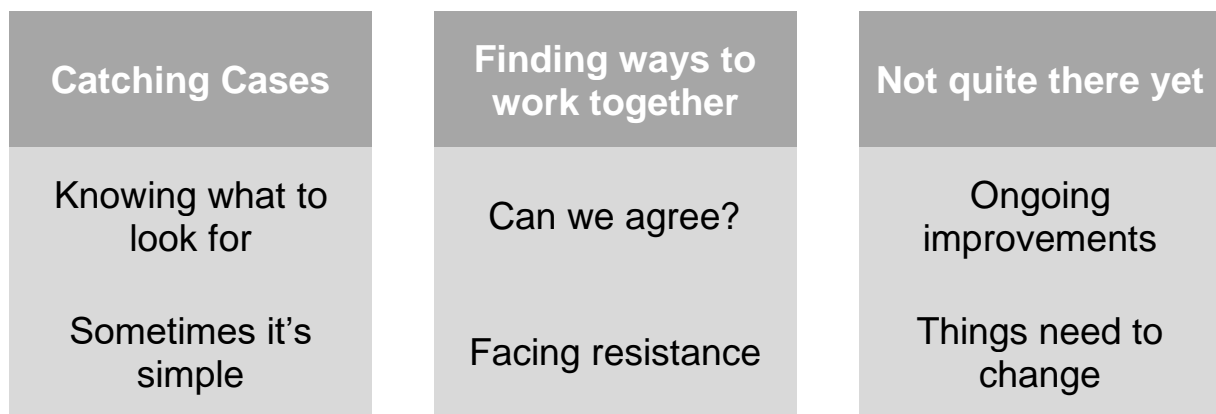 Catching Cases
Knowing what to
look for
Sometimes it's
simple
Finding ways to
work together
Can we agree?
Facing resistance
Not quite there yet
Ongoing
improvements
Things need to
change